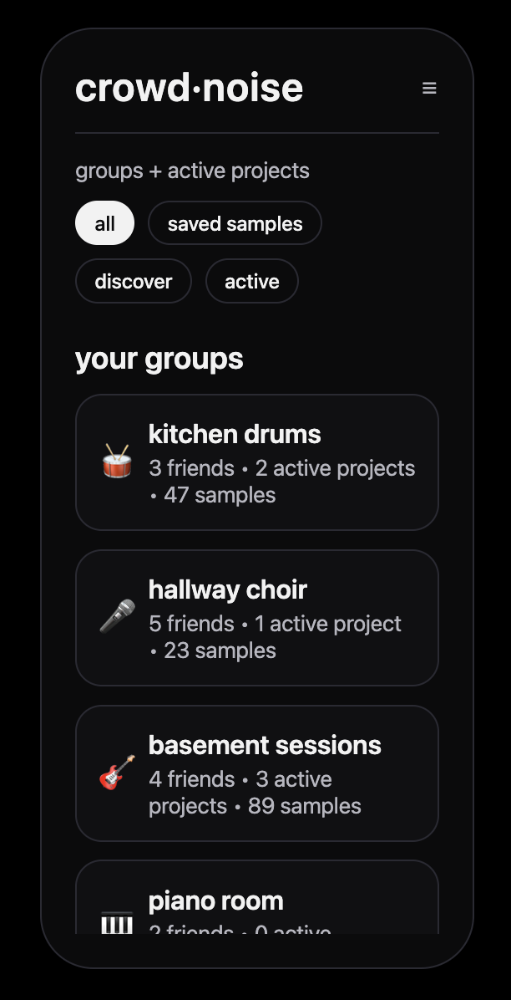 crowd·noise
groups + active projects
all
saved samples
discover
active
your groups
kitchen drums
3 friends • 2 active projects
• 47 samples
hallway choir
5 friends • 1 active project
• 23 samples
basement sessions
4 friends • 3 active
projects • 89 samples
piano room
2 friends • 0 active